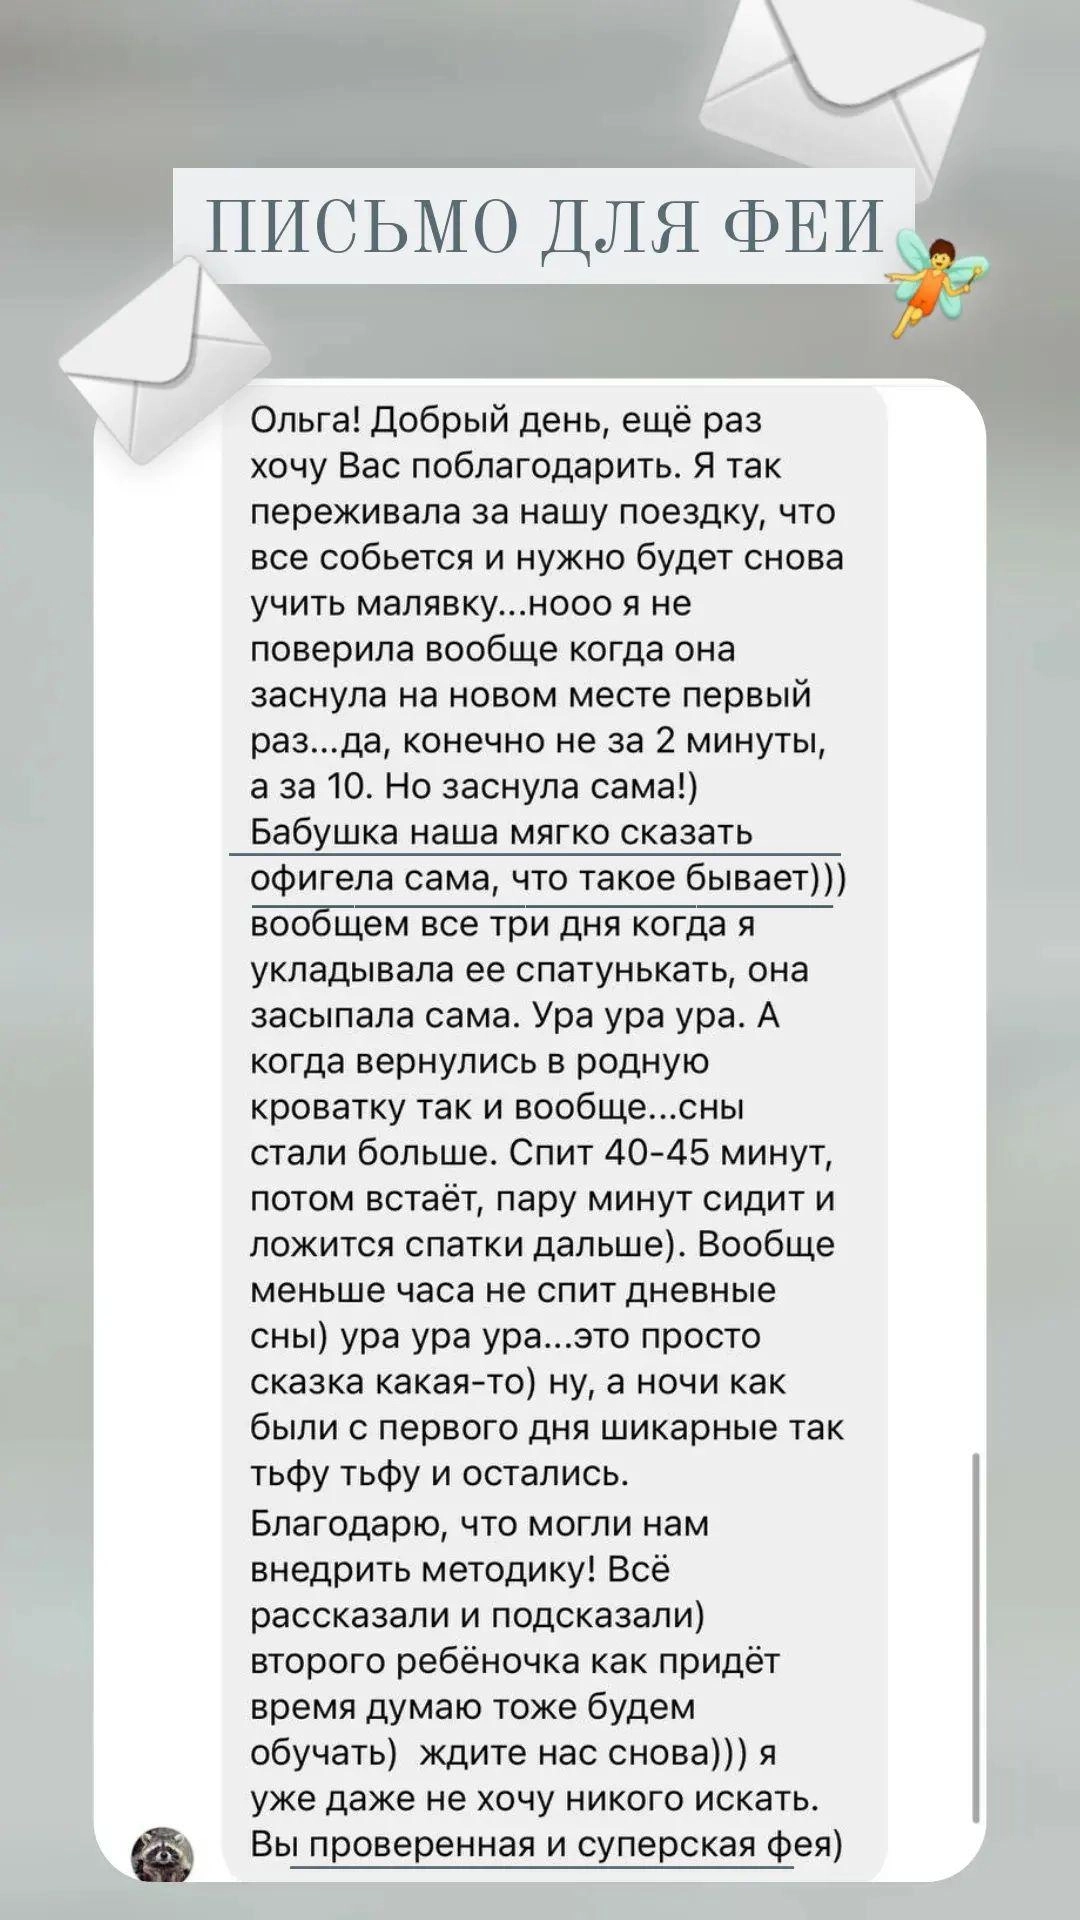 ПИСЬМО ДЛЯ ФЕИ
Ольга! Добрый день, ещё раз
хочу Вас поблагодарить. Я так
переживала за нашу поездку, что
все собьется и нужно будет снова
учить малявку...нооо я не
поверила вообще когда она
заснула на новом месте первый
раз...да, конечно не за 2 минуты,
а за 10. Но заснула сама!)
Бабушка наша мягко сказать
офигела сама, что такое бывает)))
вообщем все три дня когда я
укладывала ее спатунькать, она
засыпала сама. Ура ура ура. А
когда вернулись в родную
кроватку так и вообще...сны
стали больше. Спит 40-45 минут,
потом встаёт, пару минут сидит и
ложится спатки дальше). Вообще
меньше часа не спит дневные
сны) ура ура ура...это просто
сказка какая-то) ну, а ночи как
были с первого дня шикарные так
тьфу тьфу и остались.
Благодарю, что могли нам
внедрить методику! Всё
рассказали и подсказали)
второго ребёночка как придёт
время думаю тоже будем
обучать)  ждите нас снова))) я
уже даже не хочу никого искать.
Вы проверенная и суперская фея)